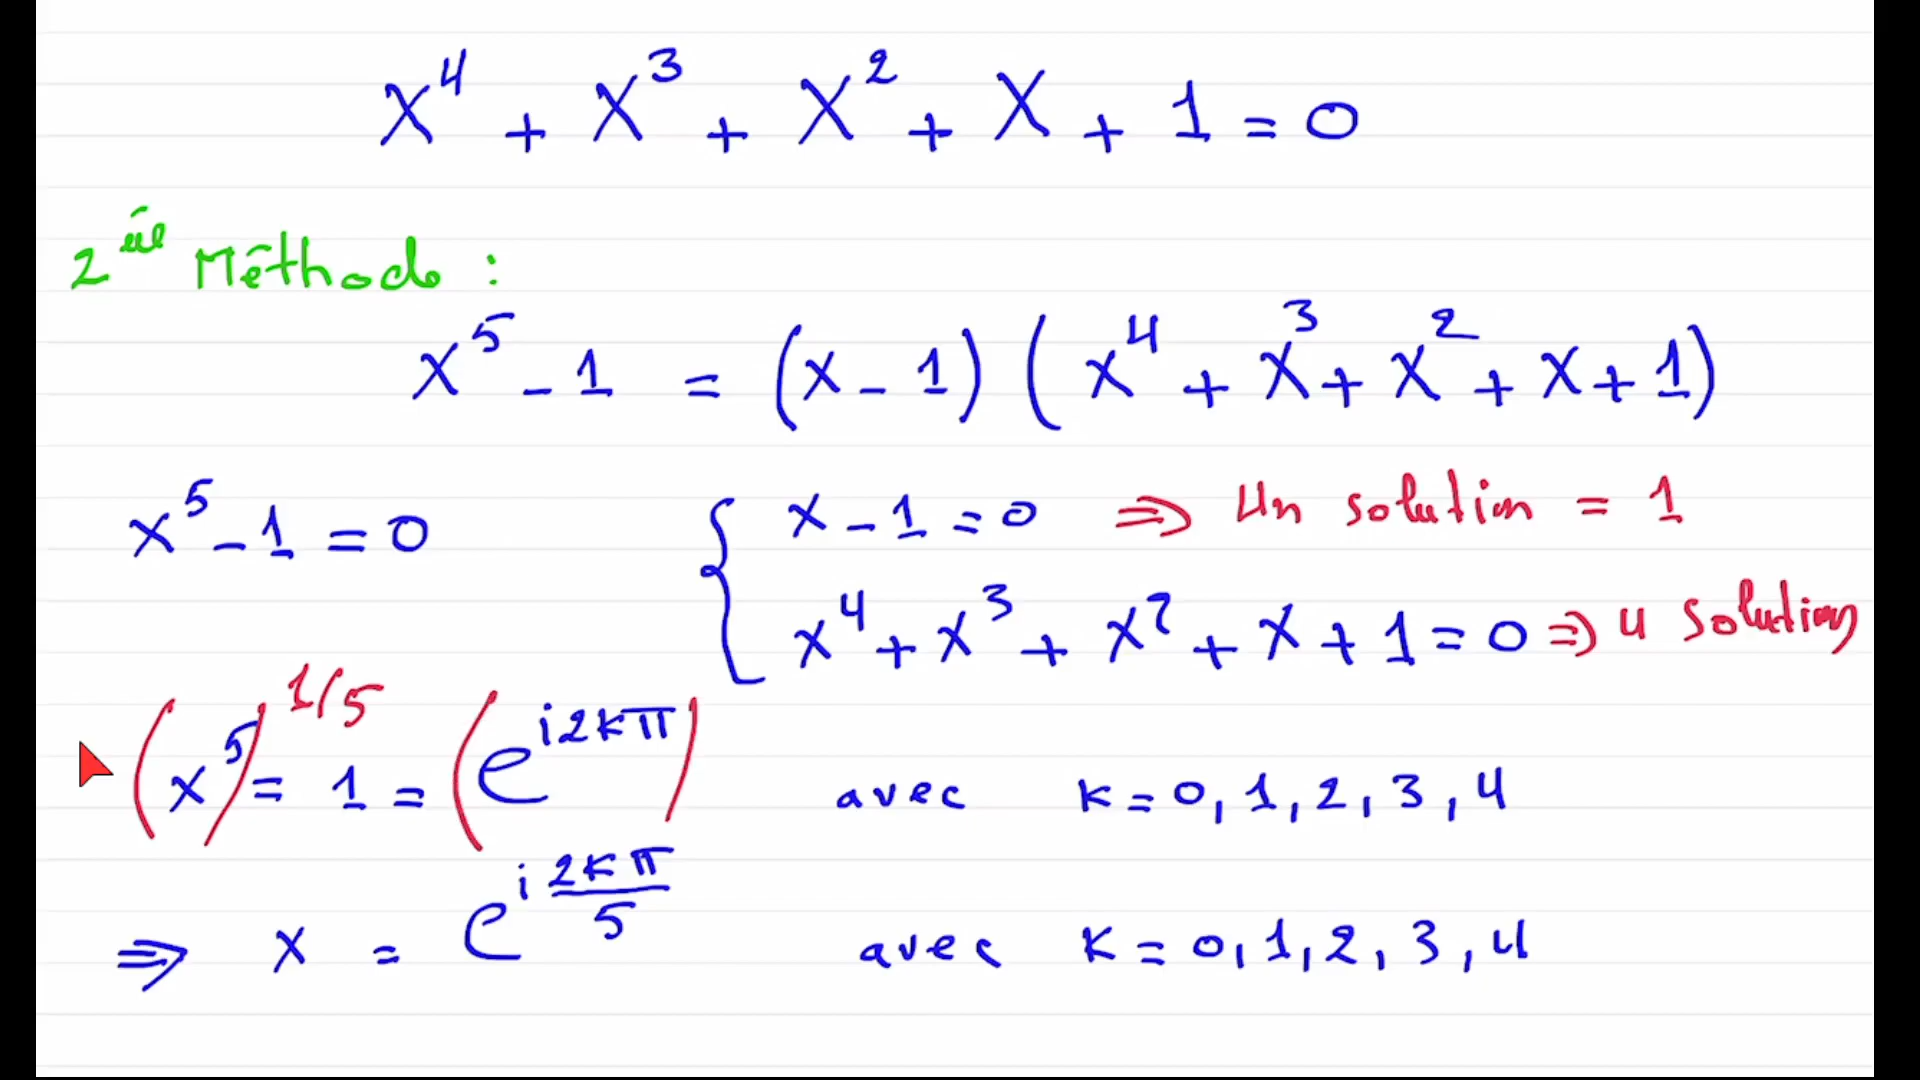 X⁴ + X³ + X² + X + 1 = 0
2ième Méthode :
x⁵ - 1 = (x - 1) (x⁴ + x³ + x² + x + 1)
x⁵ - 1 = 0 { x - 1 = 0 ⇒ Un solution = 1
x⁴ + x³ + x² + x + 1 = 0 ⇒ 4 solutions
(x⁵)^1/5 = 1 = (e^i2kπ) avec k = 0, 1, 2, 3, 4
⇒ x = e^i2kπ/5 avec k = 0, 1, 2, 3, 4